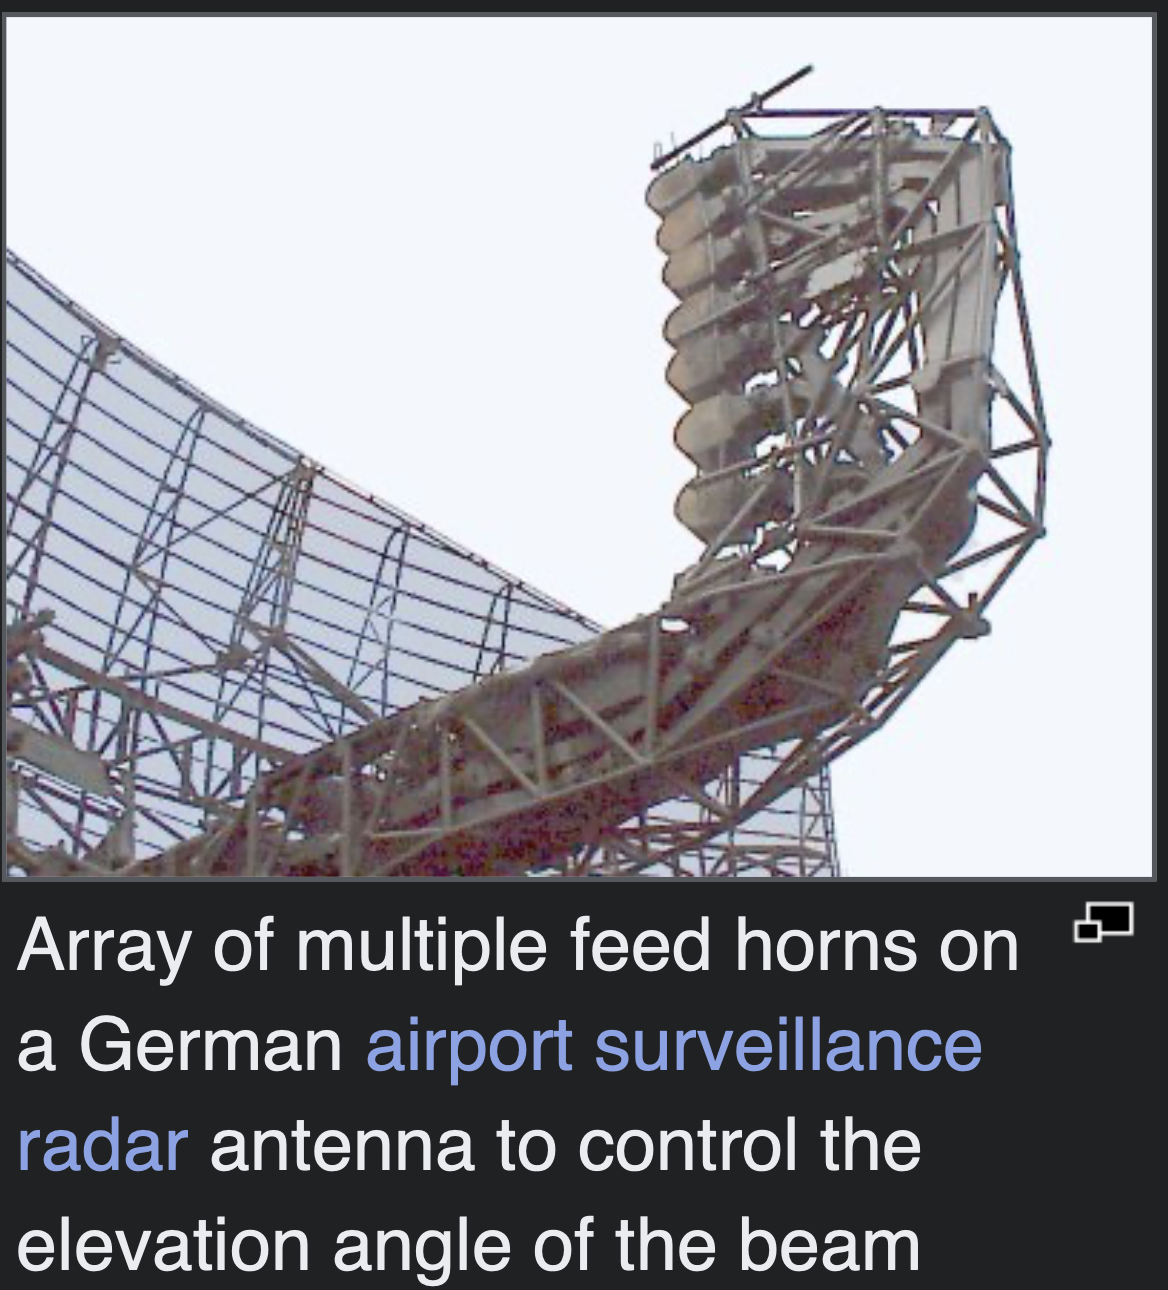 Array of multiple feed horns on
a German airport surveillance
radar antenna to control the
elevation angle of the beam